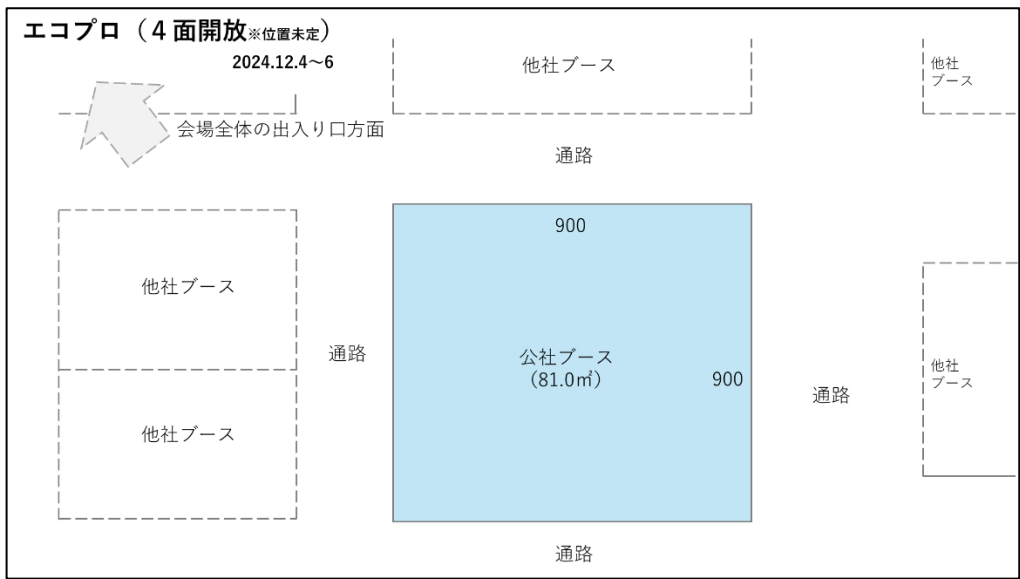 エコプロ（４面開放※位置未定）
2024.12.4～6
他社ブース
他社
ブース
会場全体の出入り口方面
通路
900
他社ブース
通路
公社ブース
（81.0㎡）
900
通路
他社
ブース
他社ブース
通路